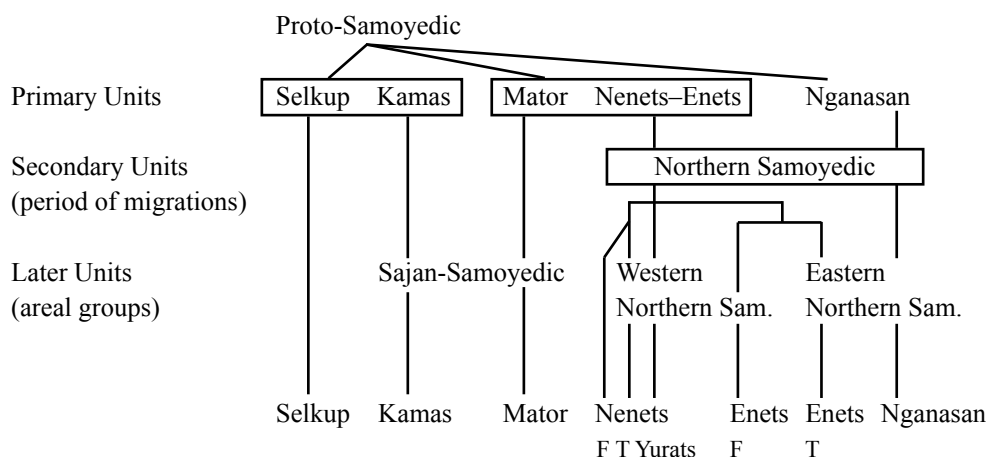 Proto-Samoyedic
Primary Units Selkup Kamas Mator Nenets–Enets Nganasan
Secondary Units Northern Samoyedic
(period of migrations)
Later Units Sajan-Samoyedic Western Eastern
(areal groups) Northern Sam. Northern Sam.
Selkup Kamas Mator Nenets Enets Enets Nganasan
F T Yurats F T